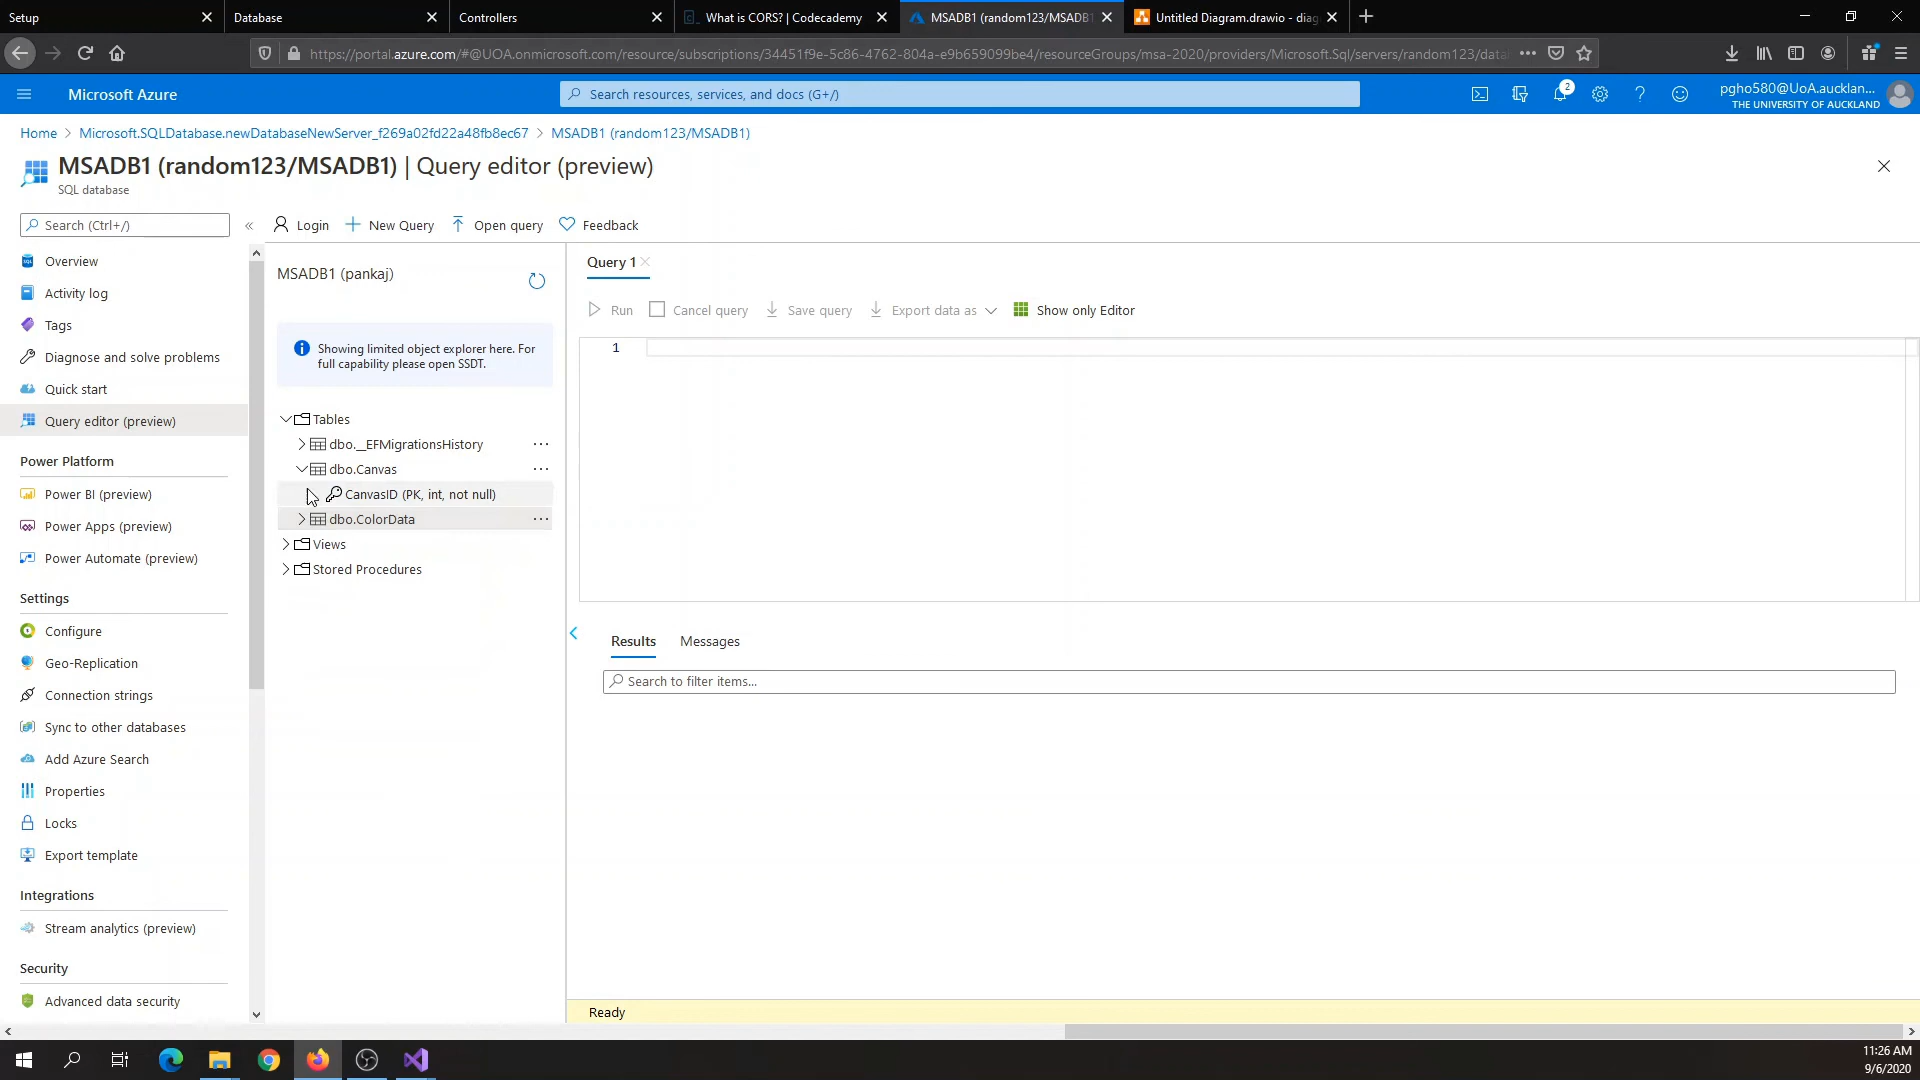 Setup
Database
Controllers
What is CORS? | Codecademy
MSADB1 (random123/MSADB1
Untitled Diagram.drawio - diag
https://portal.azure.com/#@UOA.onmicrosoft.com/resource/subscriptions/34451f9e-5c86-4762-804a-e9b659099be4/resourceGroups/msa-2020/providers/Microsoft.Sql/servers/random123/data
Microsoft Azure
Search resources, services, and docs (G+/)
2
pgho580@UoA.aucklan...
THE UNIVERSITY OF AUCKLAND
Home > Microsoft.SQLDatabase.newDatabaseNewServer_f269a02fd22a48fb8ec67 > MSADB1 (random123/MSADB1)
MSADB1 (random123/MSADB1) | Query editor (preview)
SQL database
Search (Ctrl+/)
Login
New Query
Open query
Feedback
Overview
Activity log
Tags
Diagnose and solve problems
Quick start
Query editor (preview)
Power Platform
Power BI (preview)
Power Apps (preview)
Power Automate (preview)
Settings
Configure
Geo-Replication
Connection strings
Sync to other databases
Add Azure Search
Properties
Locks
Export template
Integrations
Stream analytics (preview)
Security
Advanced data security
MSADB1 (pankaj)
Showing limited object explorer here. For
full capability please open SSDT.
Tables
dbo.__EFMigrationsHistory
dbo.Canvas
CanvasID (PK, int, not null)
dbo.ColorData
Views
Stored Procedures
Query 1
Run
Cancel query
Save query
Export data as
Show only Editor
1
Results
Messages
Search to filter items...
Ready
11:26 AM
9/6/2020